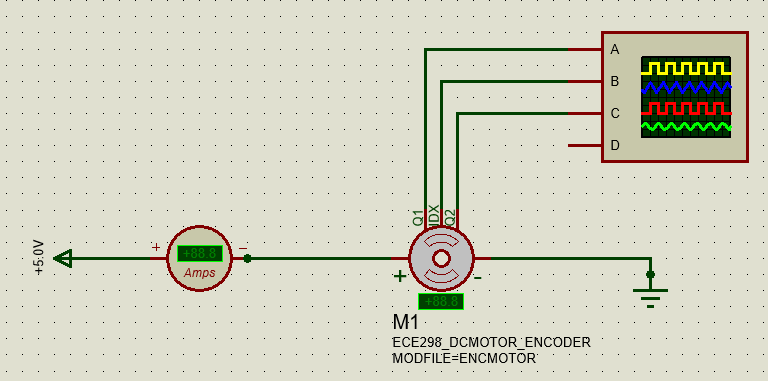 A
B
C
D
Q1
IDX
Q2
+5.0V
+
+88.8
Amps
−
+
-
+88.8
M1
ECE298_DCMOTOR_ENCODER
MODFILE=ENCMOTOR